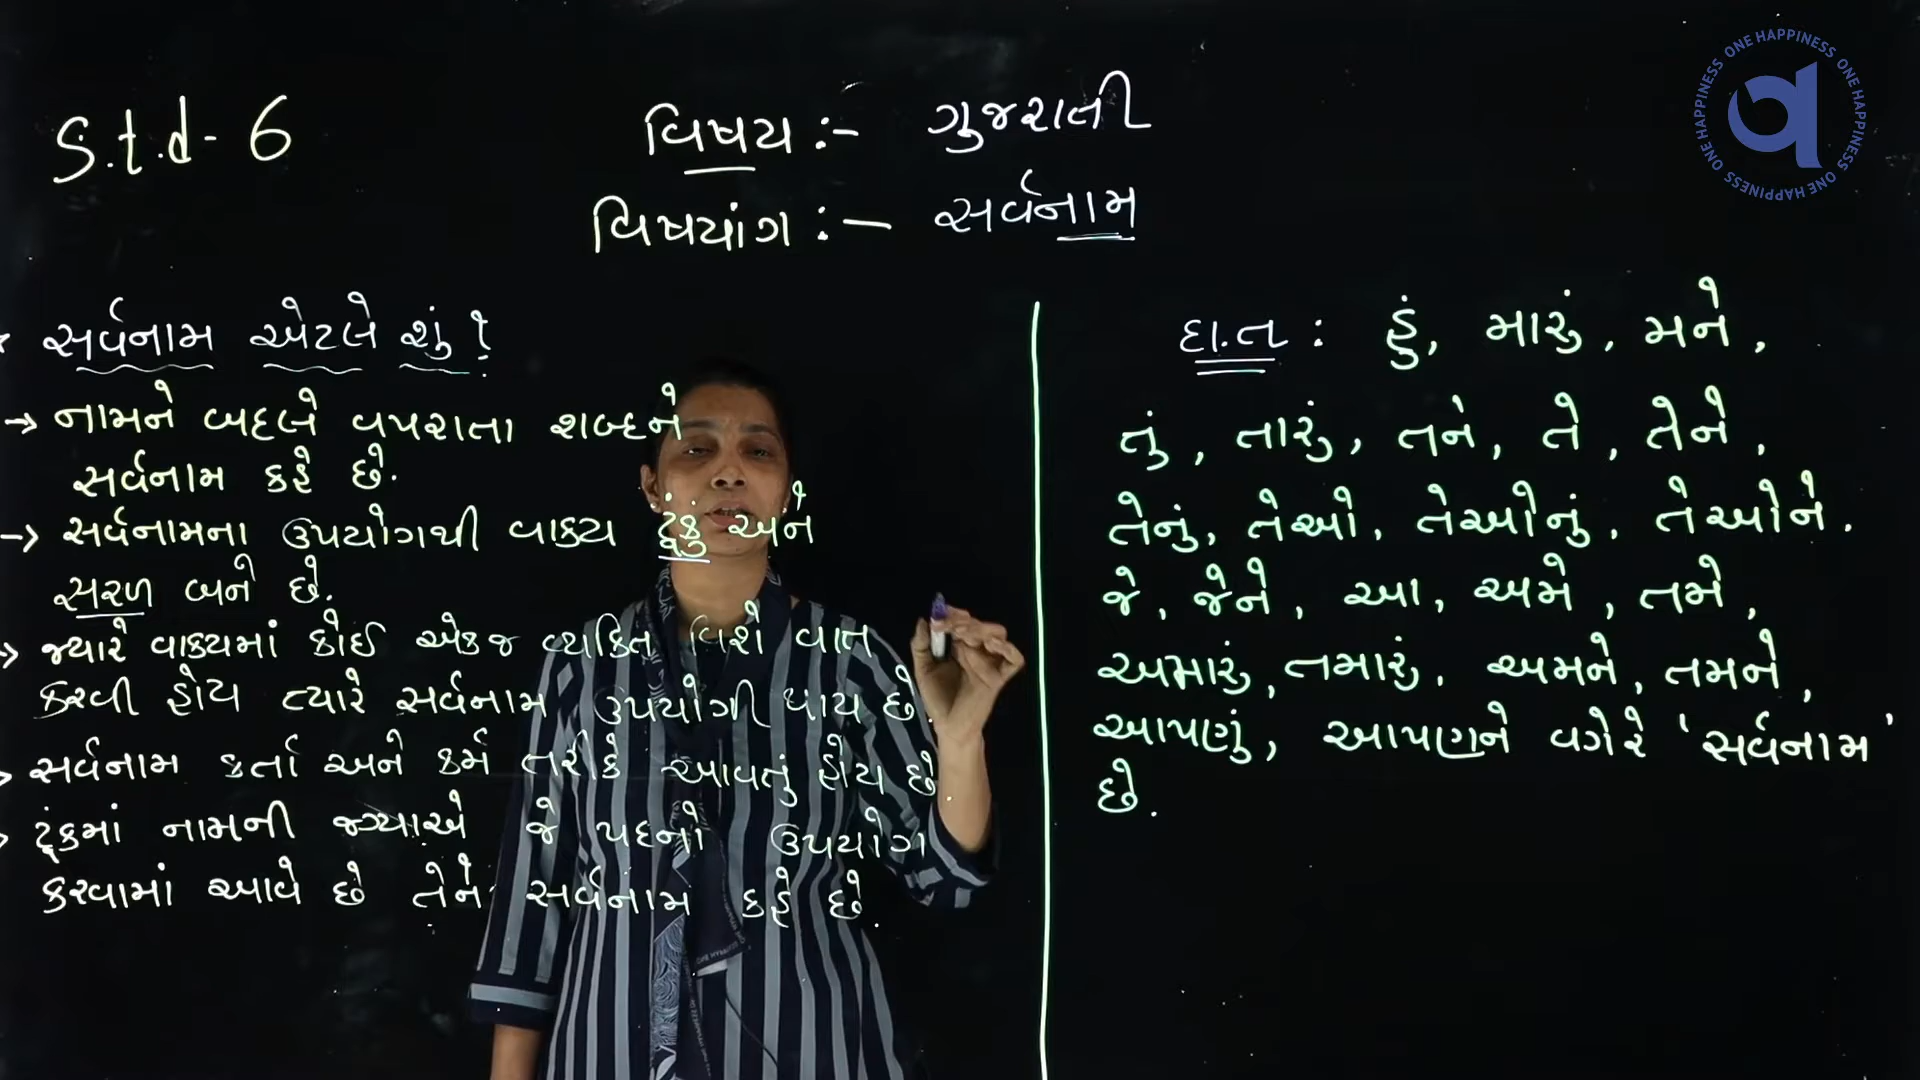 S.t.d - 6
વિષય :- ગુજરાતી
વિષયાંગ :- સર્વનામ
સર્વનામ એટલે શું ?
→ નામને બદલે વપરાતા શબ્દને
સર્વનામ કહે છે.
→ સર્વનામના ઉપયોગથી વાક્ય ટૂંકું અને
સરળ બને છે.
→ જ્યારે વાક્યમાં કોઈ એક જ વ્યક્તિ વિશે વાત
કરવી હોય ત્યારે સર્વનામ ઉપયોગી થાય છે.
→ સર્વનામ કર્તા અને કર્મ તરીકે આવતું હોય છે.
→ ટૂંકમાં નામની જગ્યાએ જે પદનો ઉપયોગ
કરવામાં આવે છે તેને સર્વનામ કહે છે.
દા.ત : હું, મારું, મને,
તું, તારું, તને, તે, તેને,
તેનું, તેઓ, તેઓનું, તેઓને.
જે, જેને, આ, અમે, તમે,
અમારું, તમારું, અમને, તમને,
આપણું, આપણને વગેરે 'સર્વનામ'
છે.
ONE HAPPINESS ONE HAPPINESS ONE HAPPINESS ONE HAPPINESS